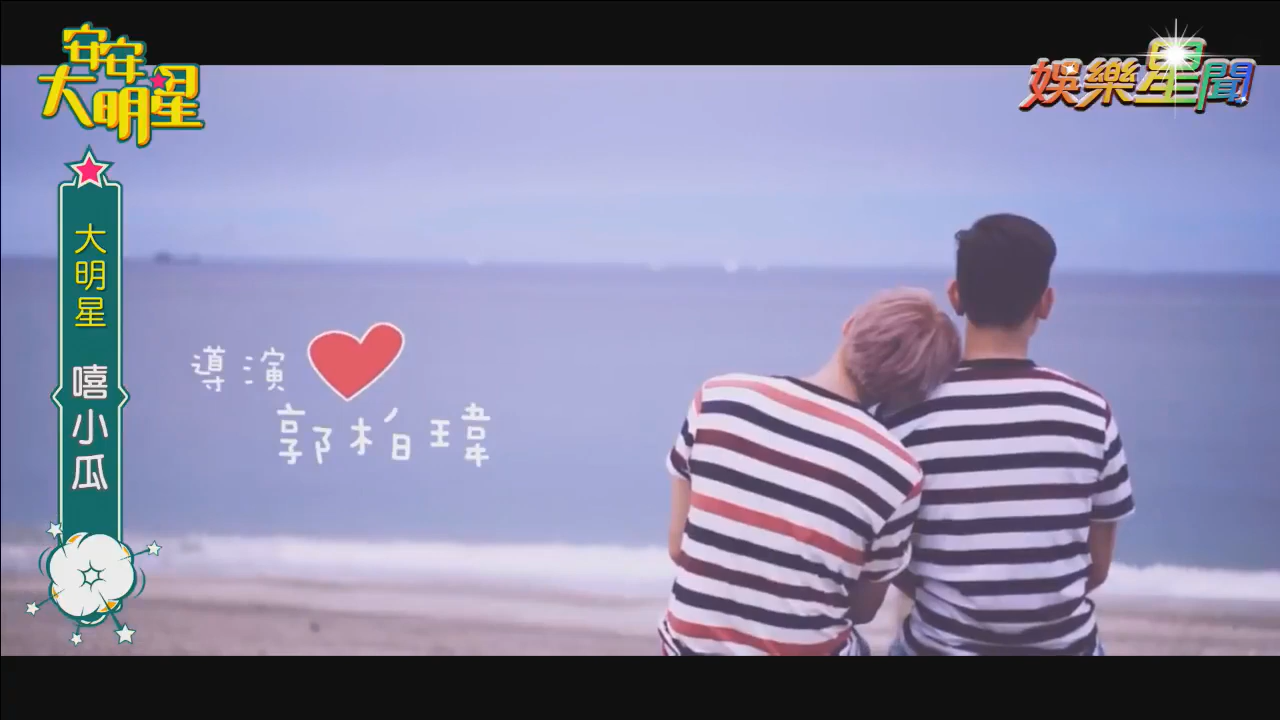 安安
大明星
娛樂星聞
大明星 嘻小瓜
導演
郭柏瑋